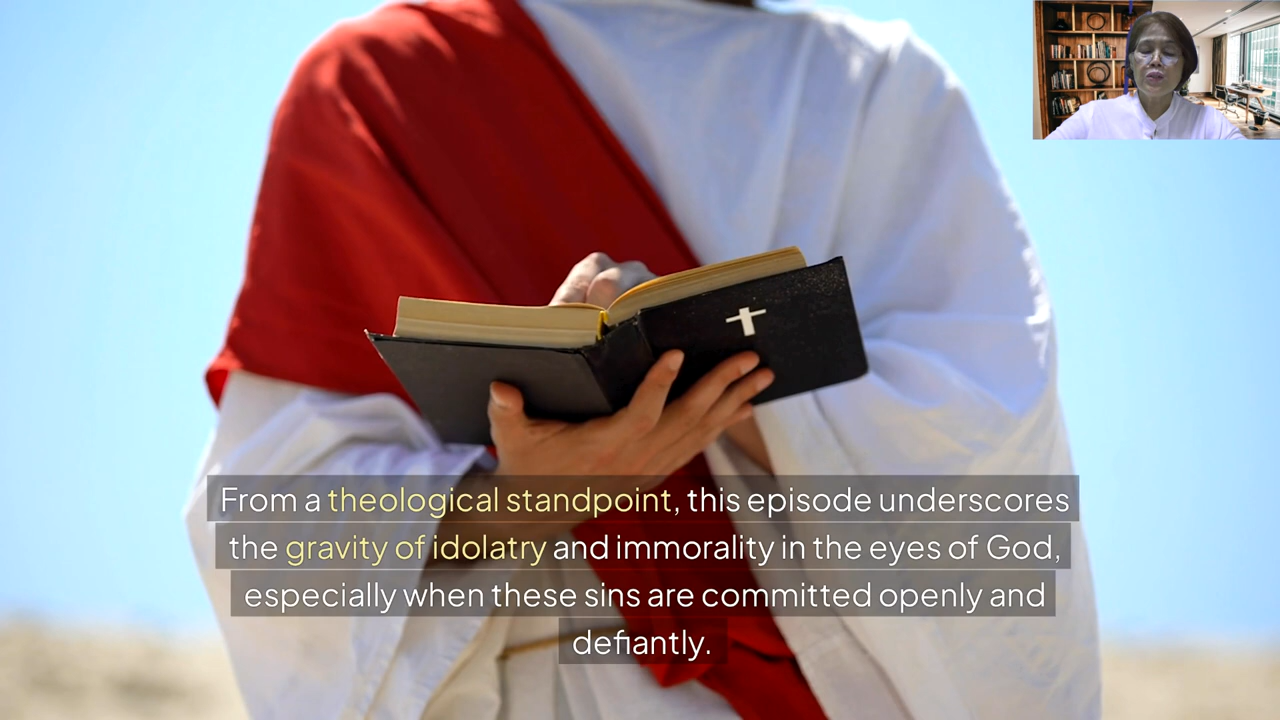 From a theological standpoint, this episode underscores
the gravity of idolatry and immorality in the eyes of God,
especially when these sins are committed openly and
defiantly.